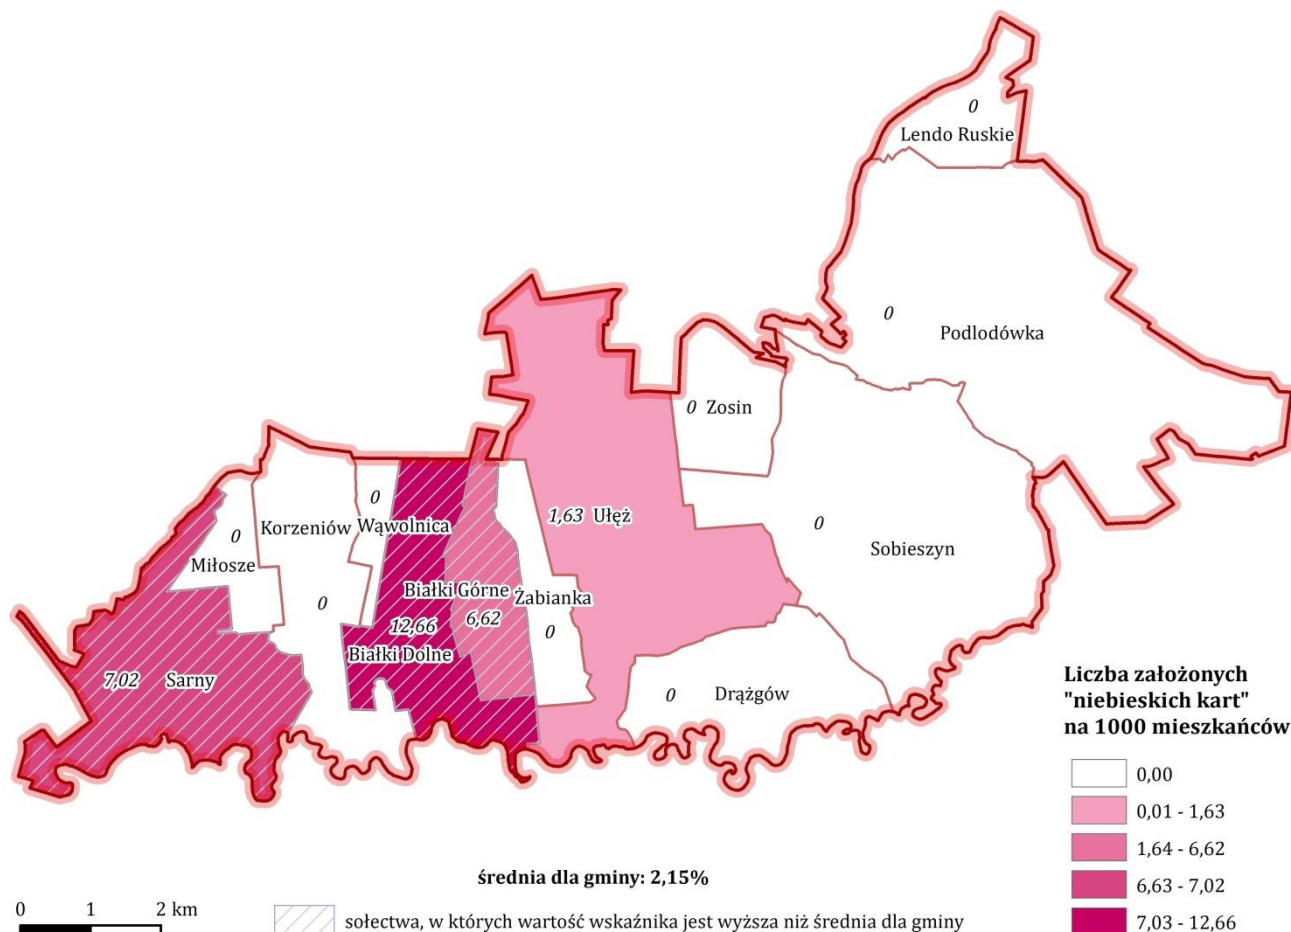 0
Lendo Ruskie
0
Podlodówka
0 Zosin
0
Sobieszyn
1,63 Ułęż
0
Drążgów
0
Miłosze
Korzeniów
0
0
Wąwolnica
Białki Górne
6,62
12,66
Białki Dolne
Żabianka
0
7,02 Sarny
Liczba założonych
"niebieskich kart"
na 1000 mieszkańców
0,00
0,01 - 1,63
1,64 - 6,62
6,63 - 7,02
7,03 - 12,66
średnia dla gminy: 2,15%
0 1 2 km
sołectwa, w których wartość wskaźnika jest wyższa niż średnia dla gminy